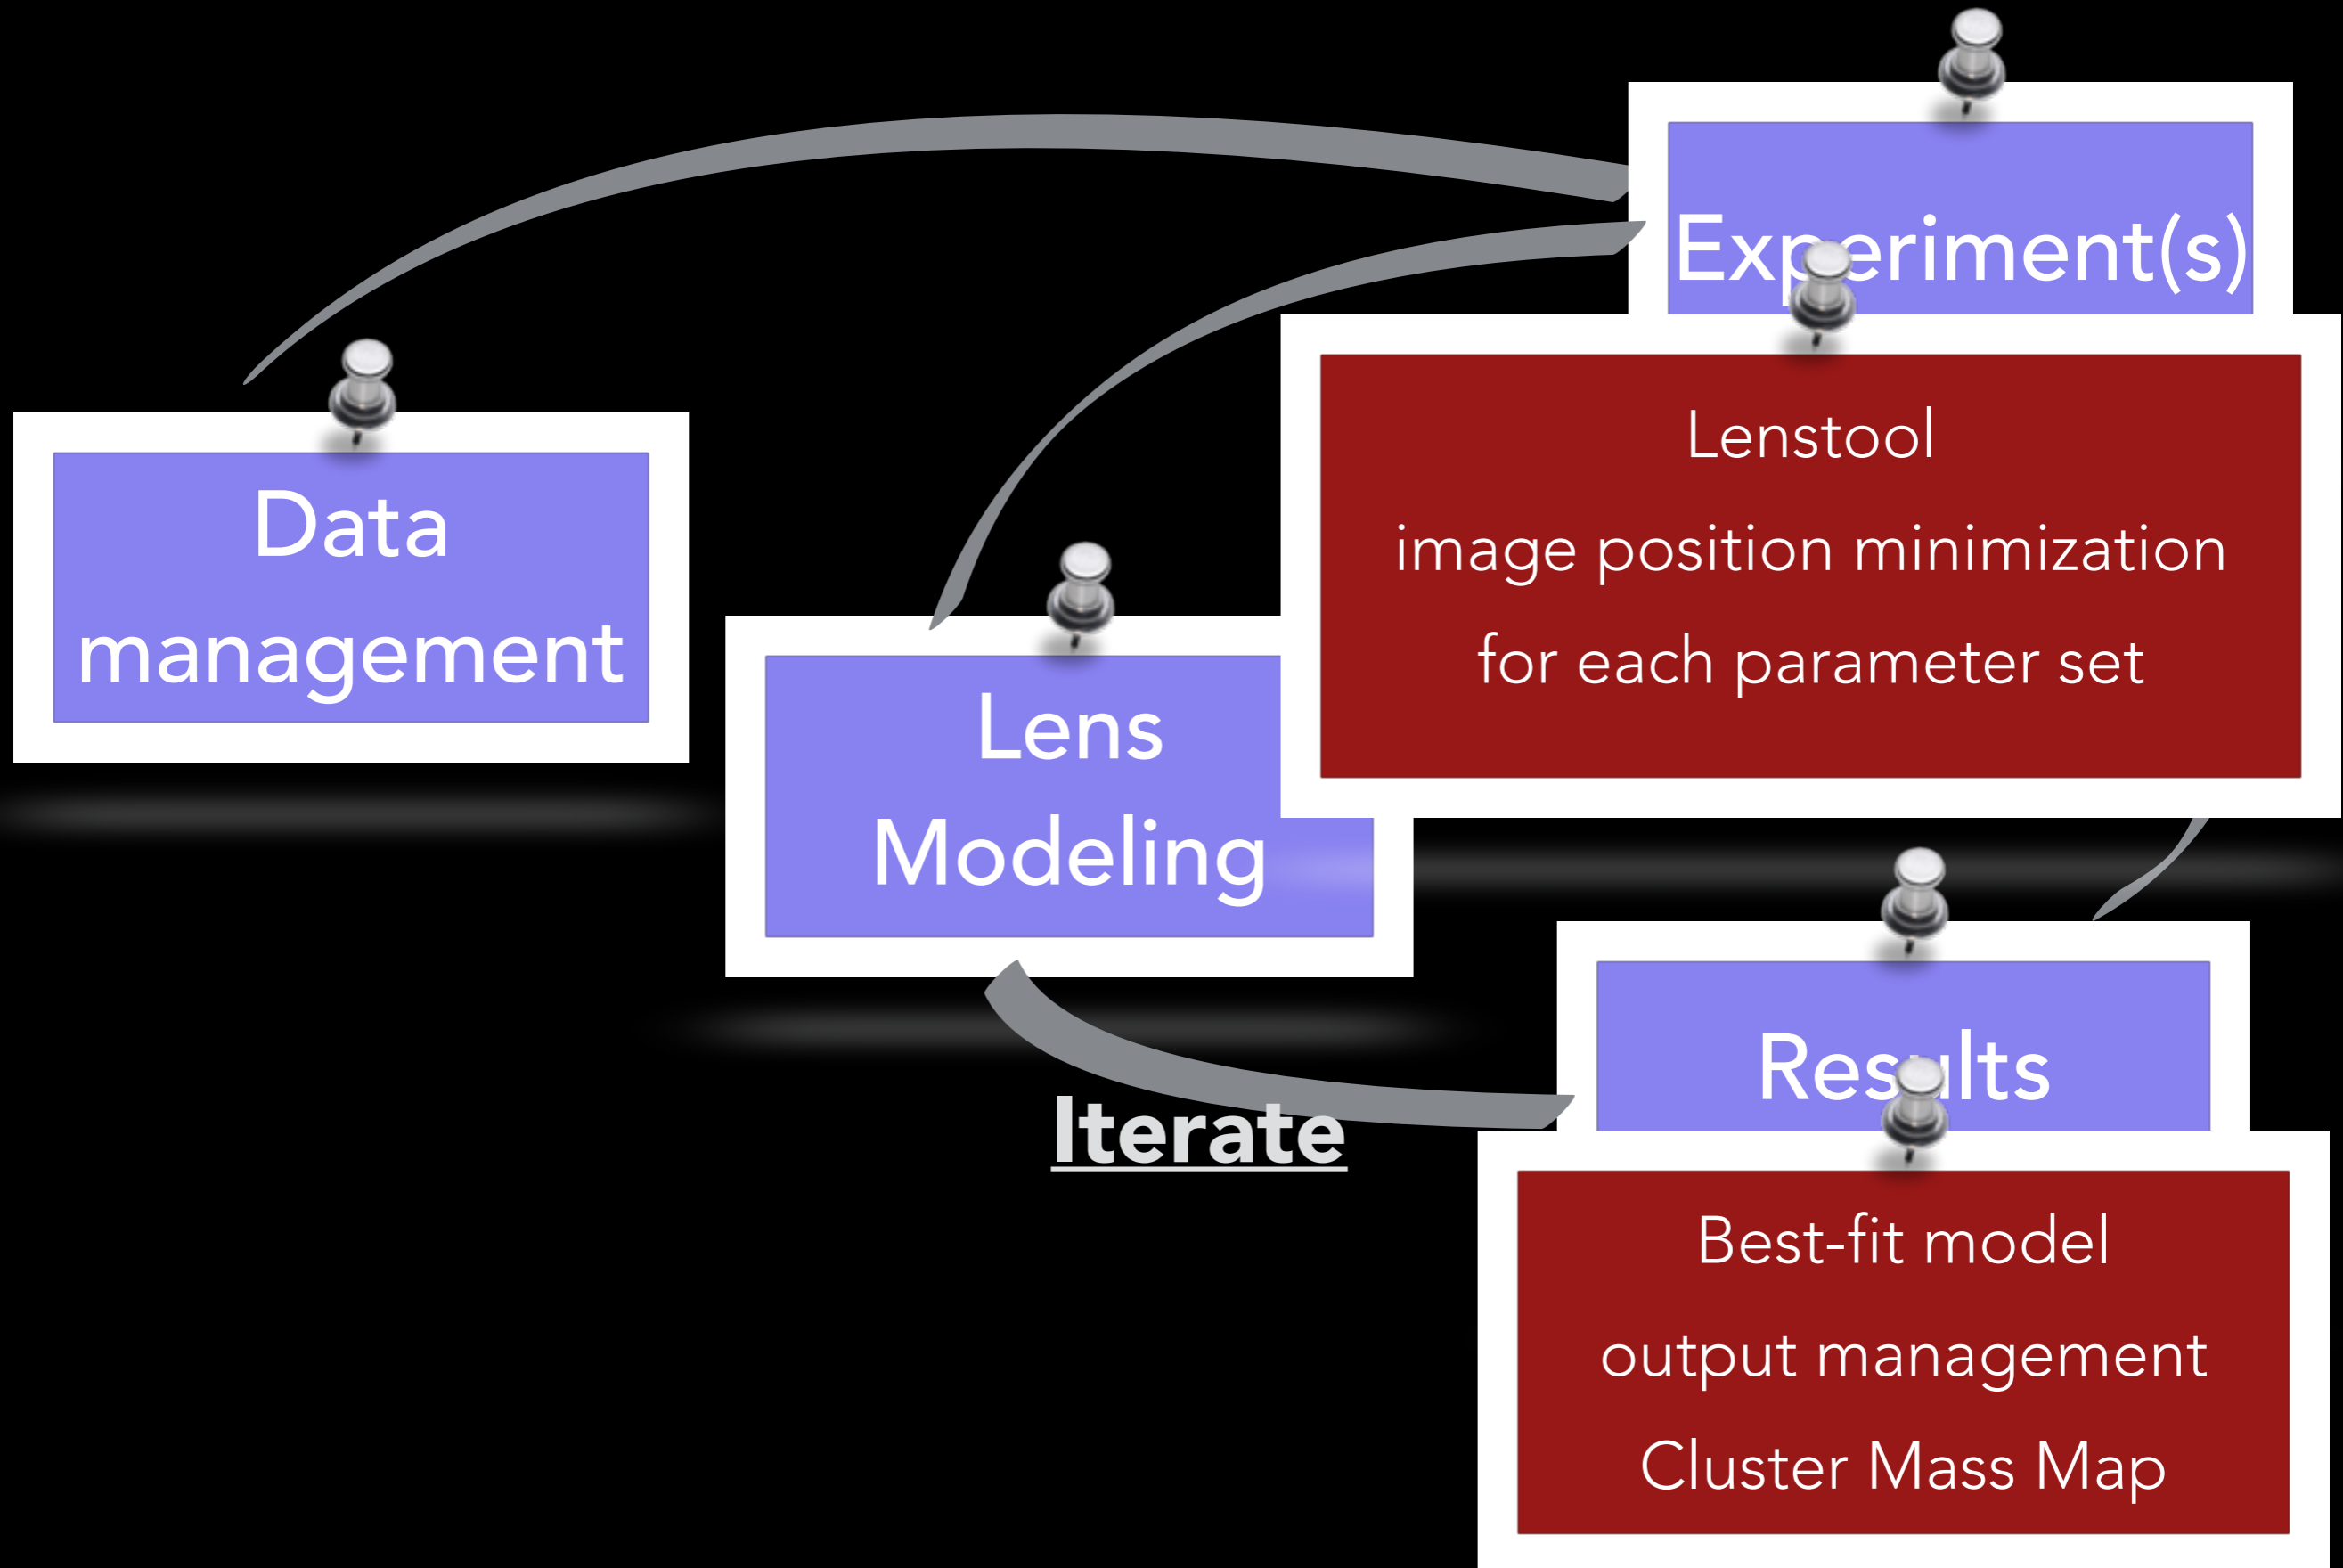 Experiment(s)
Lenstool
image position minimization
for each parameter set
Data
management
Lens
Modeling
Iterate
Results
Best-fit model
output management
Cluster Mass Map